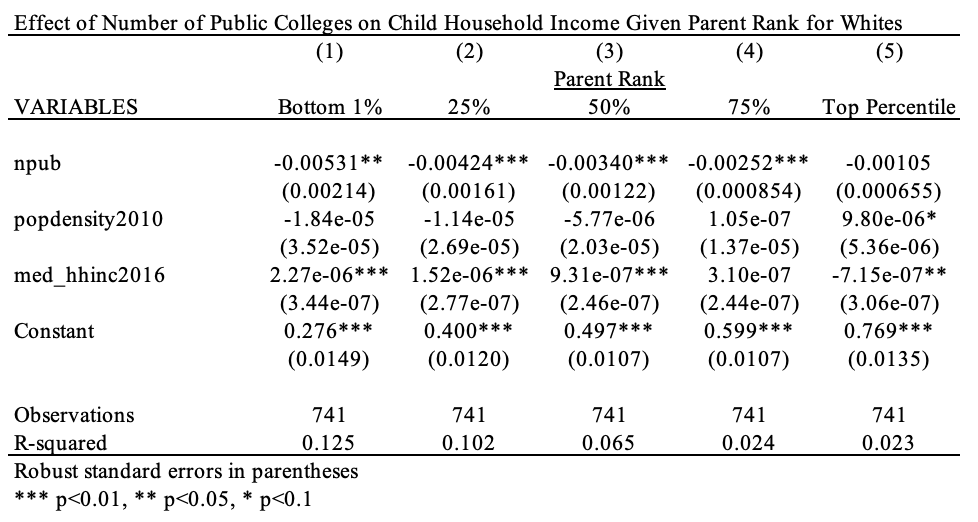 Effect of Number of Public Colleges on Child Household Income Given Parent Rank for Whites
(1) (2) (3) (4) (5)
Parent Rank
VARIABLES Bottom 1% 25% 50% 75% Top Percentile
npub -0.00531** -0.00424*** -0.00340*** -0.00252*** -0.00105
(0.00214) (0.00161) (0.00122) (0.000854) (0.000655)
popdensity2010 -1.84e-05 -1.14e-05 -5.77e-06 1.05e-07 9.80e-06*
(3.52e-05) (2.69e-05) (2.03e-05) (1.37e-05) (5.36e-06)
med_hhinc2016 2.27e-06*** 1.52e-06*** 9.31e-07*** 3.10e-07 -7.15e-07**
(3.44e-07) (2.77e-07) (2.46e-07) (2.44e-07) (3.06e-07)
Constant 0.276*** 0.400*** 0.497*** 0.599*** 0.769***
(0.0149) (0.0120) (0.0107) (0.0107) (0.0135)
Observations 741 741 741 741 741
R-squared 0.125 0.102 0.065 0.024 0.023
Robust standard errors in parentheses
*** p<0.01, ** p<0.05, * p<0.1